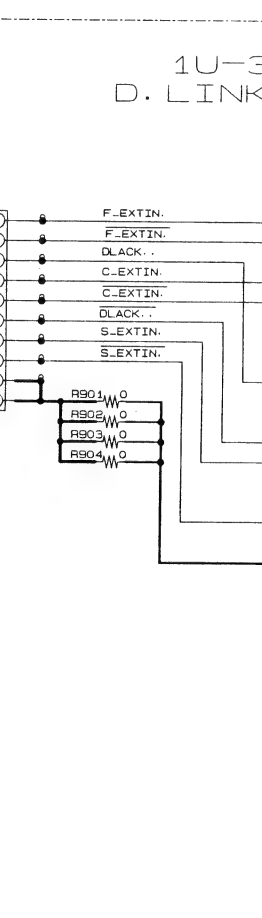 1U-3
D. LINK
F_EXTIN.
F_EXTIN.
DLACK..
C_EXTIN.
C_EXTIN.
DLACK..
S_EXTIN.
S_EXTIN.
R901 0
R902 0
R903 0
R904 0